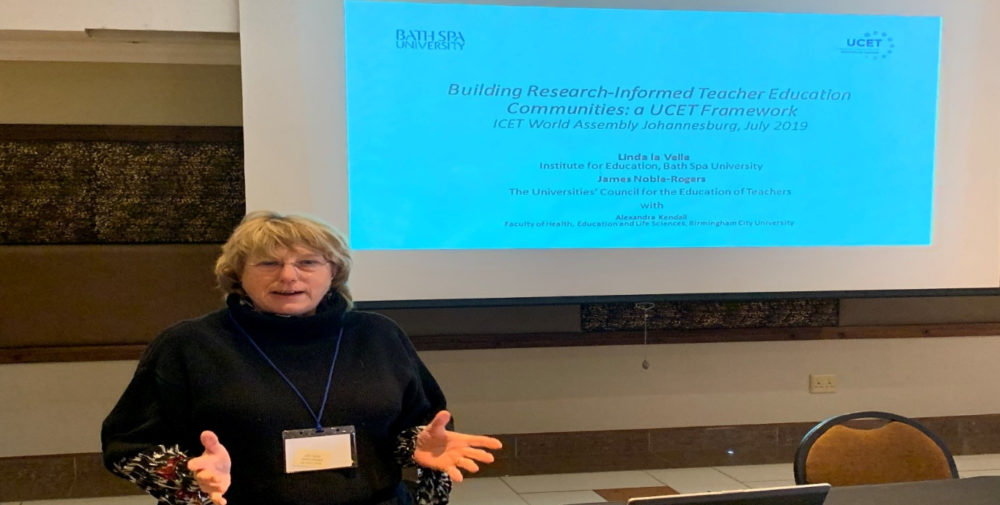 BATH SPA
UNIVERSITY
UCET
Building Research-Informed Teacher Education
Communities: a UCET Framework
ICET World Assembly Johannesburg, July 2019
Linda la Velle
Institute for Education, Bath Spa University
James Noble-Rogers
The Universities' Council for the Education of Teachers
with
Alexandra Kendall
Faculty of Health, Education and Life Sciences, Birmingham City University